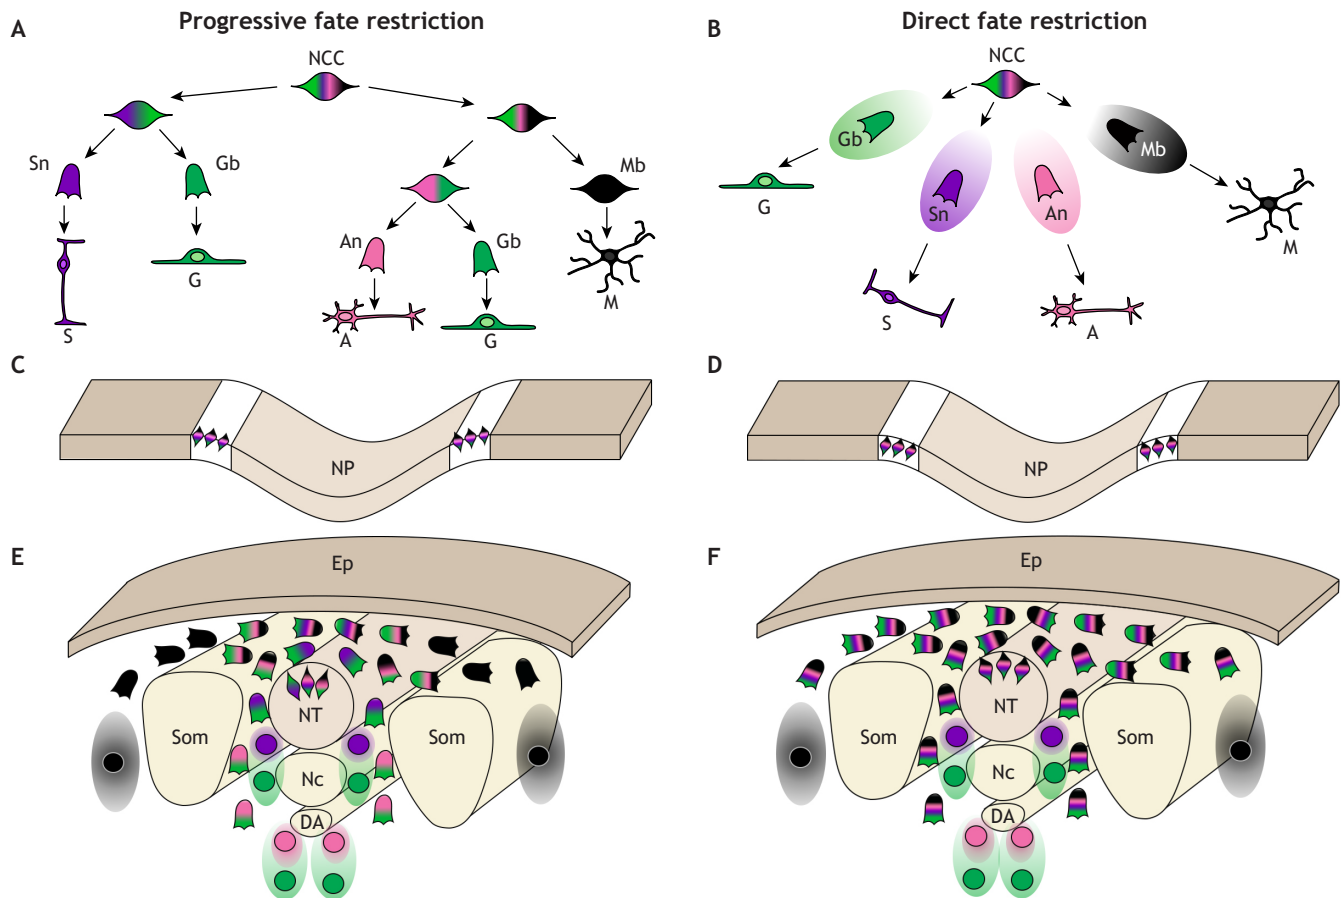 A
Progressive fate restriction
NCC
Sn
Gb
Mb
An
Gb
G
M
S
A
G
B
Direct fate restriction
NCC
Gb
Mb
Sn
An
G
M
S
A
C
NP
D
NP
E
Ep
NT
Som
Som
Nc
DA
F
Ep
NT
Som
Som
Nc
DA